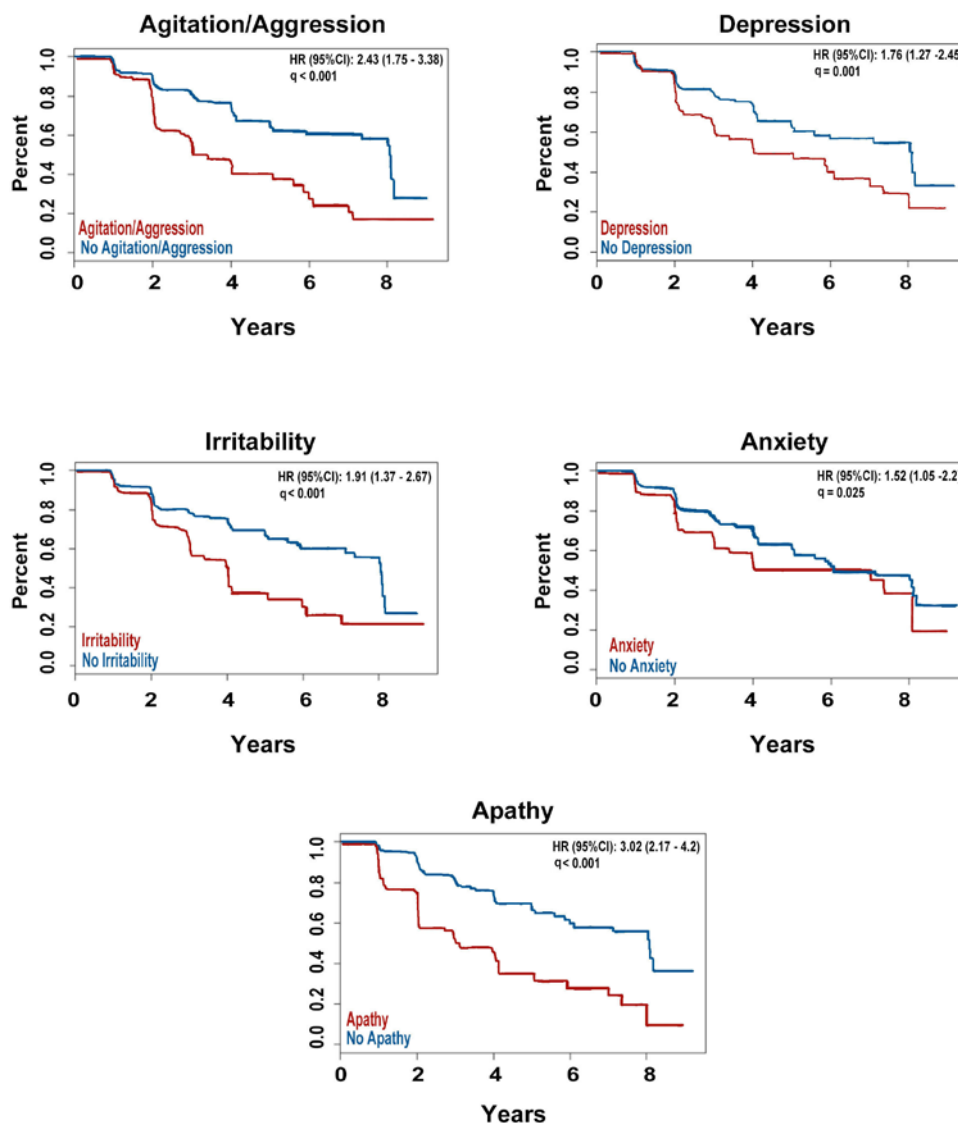 Agitation/Aggression
HR (95%CI): 2.43 (1.75 - 3.38)
q < 0.001
Percent
1.0
0.8
0.6
0.4
0.2
0.0
Agitation/Aggression
No Agitation/Aggression
0 2 4 6 8
Years
Depression
HR (95%CI): 1.76 (1.27 -2.45
q = 0.001
Percent
1.0
0.8
0.6
0.4
0.2
0.0
Depression
No Depression
0 2 4 6 8
Years
Irritability
HR (95%CI): 1.91 (1.37 - 2.67)
q < 0.001
Percent
1.0
0.8
0.6
0.4
0.2
0.0
Irritability
No Irritability
0 2 4 6 8
Years
Anxiety
HR (95%CI): 1.52 (1.05 -2.2
q = 0.025
Percent
1.0
0.8
0.6
0.4
0.2
0.0
Anxiety
No Anxiety
0 2 4 6 8
Years
Apathy
HR (95%CI): 3.02 (2.17 - 4.2)
q < 0.001
Percent
1.0
0.8
0.6
0.4
0.2
0.0
Apathy
No Apathy
0 2 4 6 8
Years